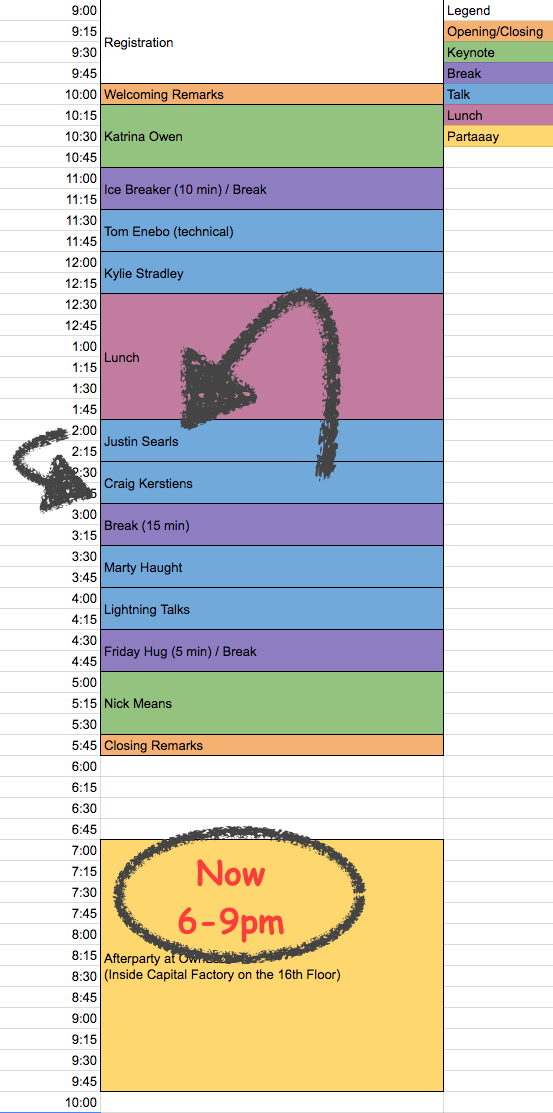 9:00
Legend
9:15
Opening/Closing
Registration
9:30
Keynote
9:45
Break
10:00
Welcoming Remarks
Talk
10:15
Lunch
10:30
Katrina Owen
Partaaay
10:45
11:00
Ice Breaker (10 min) / Break
11:15
11:30
Tom Enebo (technical)
11:45
12:00
Kylie Stradley
12:15
12:30
12:45
1:00
Lunch
1:15
1:30
1:45
2:00
Justin Searls
2:15
2:30
Craig Kerstiens
3:00
Break (15 min)
3:15
3:30
Marty Haught
3:45
4:00
Lightning Talks
4:15
4:30
Friday Hug (5 min) / Break
4:45
5:00
5:15
Nick Means
5:30
5:45
Closing Remarks
6:00
6:15
6:30
6:45
7:00
7:15
Now
7:30
7:45
6-9pm
8:00
8:15
Afterparty at
8:30
(Inside Capital Factory on the 16th Floor)
8:45
9:00
9:15
9:30
9:45
10:00